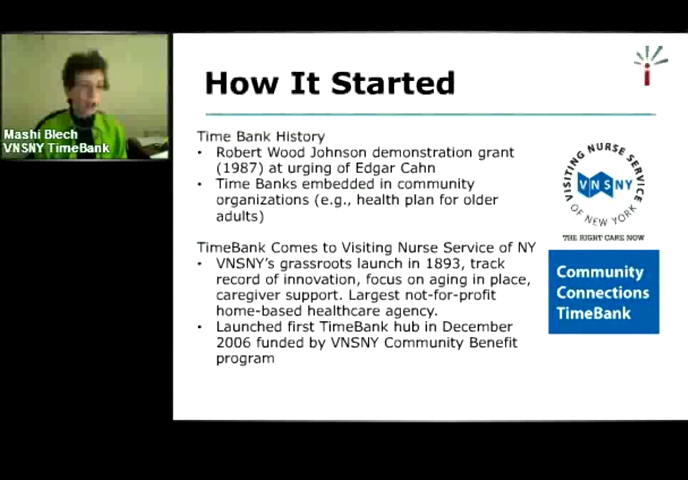 How It Started
Mashi Blech
VNSNY TimeBank
Time Bank History
• Robert Wood Johnson demonstration grant
(1987) at urging of Edgar Cahn
• Time Banks embedded in community
organizations (e.g., health plan for older
adults)
TimeBank Comes to Visiting Nurse Service of NY
• VNSNY's grassroots launch in 1893, track
record of innovation, focus on aging in place,
caregiver support. Largest not-for-profit
home-based healthcare agency.
• Launched first TimeBank hub in December
2006 funded by VNSNY Community Benefit
program
VISITING NURSE SERVICE
VNSNY
OF NEW YORK
THE RIGHT CARE NOW
Community
Connections
TimeBank